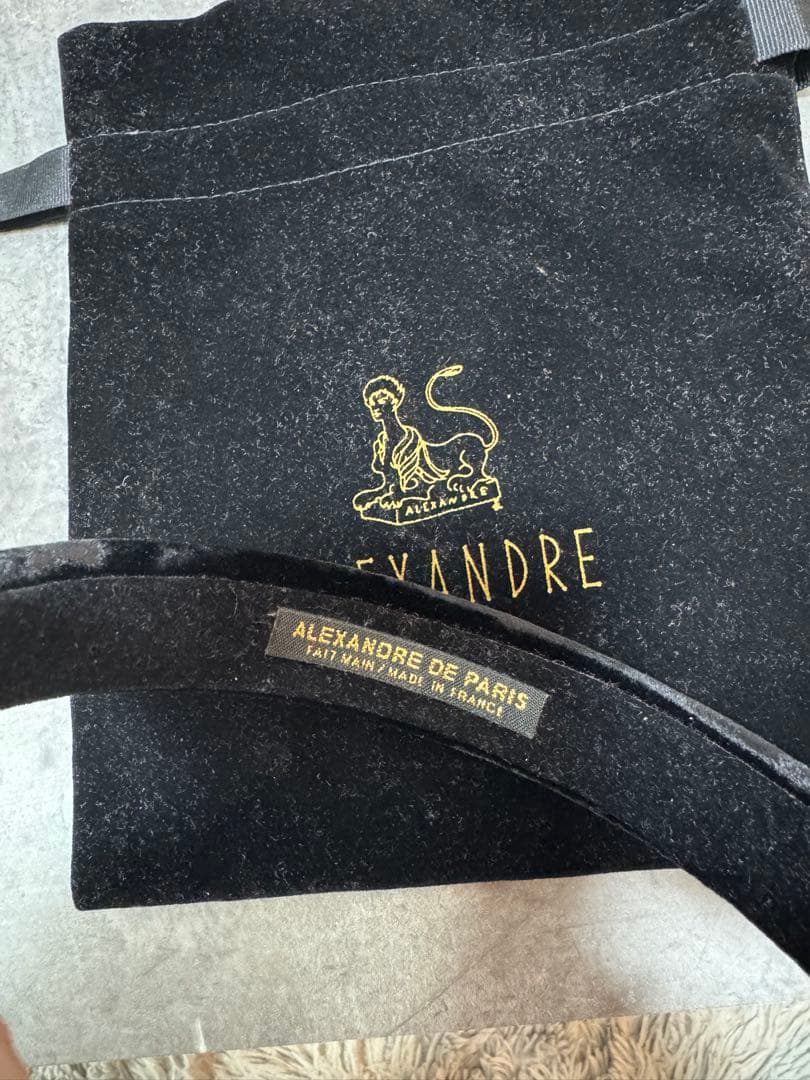 ALEXANDRE
EXANDRE
ALEXANDRE DE PARIS
FAIT MAIN / MADE IN FRANCE